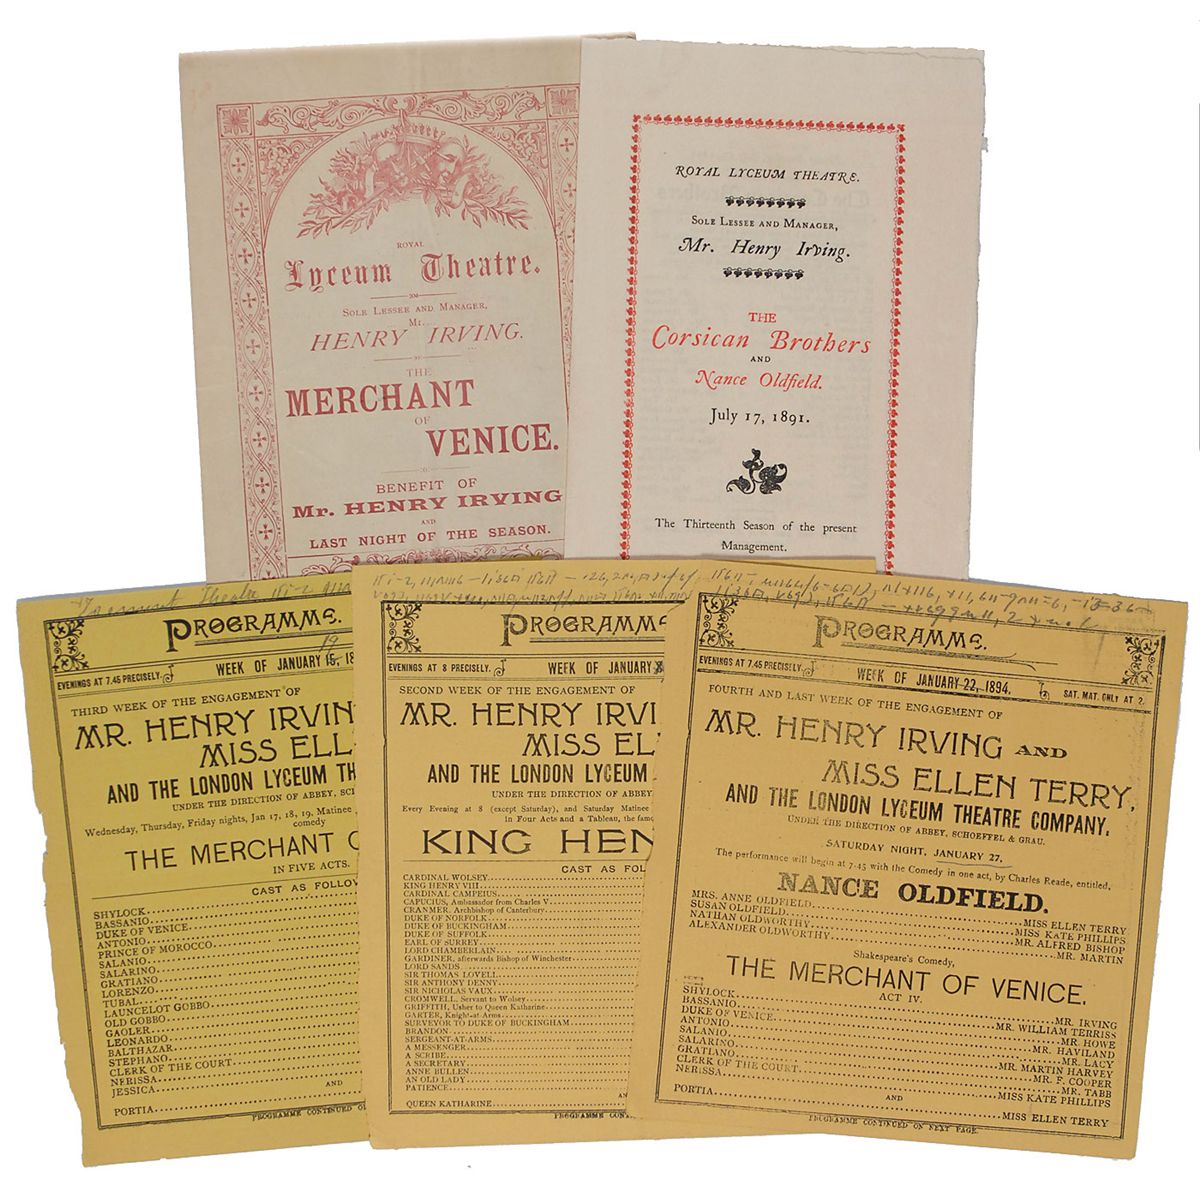 ROYAL
Lyceum Theatre.
SOLE LESSEE AND MANAGER,
Mr.
HENRY IRVING.
THE
MERCHANT
OF
VENICE.
BENEFIT OF
Mr. HENRY IRVING
AND
LAST NIGHT OF THE SEASON.
ROYAL LYCEUM THEATRE.
SOLE LESSEE AND MANAGER,
Mr. Henry Irving.
THE
Corsican Brothers
AND
Nance Oldfield.
July 17, 1891.
The Thirteenth Season of the present
Management.
Theatre
PROGRAMME.
19
EVENINGS AT 7.45 PRECISELY.
WEEK OF JANUARY 15, 18
THIRD WEEK OF THE ENGAGEMENT OF
MR. HENRY IRVIN
MISS ELL
AND THE LONDON LYCEUM TH
UNDER THE DIRECTION OF ABBEY, S
Wednesday, Thursday, Friday nights, Jan 17, 18, 19. Matinee
comedy
THE MERCHANT O
IN FIVE ACTS.
CAST AS FOLLOW
SHYLOCK
BASSANIO
DUKE OF VENICE
ANTONIO
PRINCE OF MOROCCO
SALANIO
SALARINO
GRATIANO
LORENZO
TUBAL
LAUNCELOT GOBBO
OLD GOBBO
GAOLER
LEONARDO
BALTHAZAR
STEPHANO
CLERK OF THE COURT
NERISSA
JESSICA
AND
PORTIA
PROGRAMME CONTINUED O
PROGRAMM
EVENINGS AT 8 PRECISELY.
WEEK OF JANUARY
SECOND WEEK OF THE ENGAGEMENT OF
MR. HENRY IRVI
MISS EL
AND THE LONDON LYCEUM
UNDER THE DIRECTION OF ABBEY
Every Evening at 8 (except Saturday), and Saturday Matinee
in Four Acts and a Tableau, the famo
KING HEN
CAST AS FOL
CARDINAL WOLSEY
KING HENRY VIII
CARDINAL CAMPEIUS
CAPUCIUS, Ambassador from Charles V
CRANMER, Archbishop of Canterbury
DUKE OF NORFOLK
DUKE OF BUCKINGHAM
DUKE OF SUFFOLK
EARL OF SURREY
LORD CHAMBERLAIN
GARDINER, afterwards Bishop of Winchester
LORD SANDS
SIR THOMAS LOVELL
SIR ANTHONY DENNY
SIR NICHOLAS VAUX
CROMWELL, Servant to Wolsey
GRIFFITH, Usher to Queen Katharine
GARTER, Knight-at-Arms
SURVEYOR TO DUKE OF BUCKINGHAM
BRANDON
SERGEANT-AT-ARMS
A MESSENGER
A SCRIBE
A SECRETARY
ANNE BULLEN
AN OLD LADY
PATIENCE
AN
QUEEN KATHARINE
PROGRAMME CONT
PROGRAMME.
EVENINGS AT 7.45 PRECISELY.
WEEK OF JANUARY 22, 1894.
SAT. MAT. ONLY AT 2.
FOURTH AND LAST WEEK OF THE ENGAGEMENT OF
MR. HENRY IRVING AND
MISS ELLEN TERRY,
AND THE LONDON LYCEUM THEATRE COMPANY.
UNDER THE DIRECTION OF ABBEY, SCHOEFFEL & GRAU.
SATURDAY NIGHT, JANUARY 27,
The performance will begin at 7.45 with the Comedy in one act, by Charles Reade, entitled,
NANCE OLDFIELD.
MRS. ANNE OLDFIELD MISS ELLEN TERRY
SUSAN OLDFIELD MISS KATE PHILLIPS
NATHAN OLDWORTHY MR. ALFRED BISHOP
ALEXANDER OLDWORTHY MR. MARTIN
Shakespeare's Comedy,
THE MERCHANT OF VENICE.
ACT IV.
SHYLOCK MR. IRVING
BASSANIO MR. WILLIAM TERRISS
DUKE OF VENICE MR. HOWE
ANTONIO MR. HAVILAND
SALANIO MR. LACY
SALARINO MR. MARTIN HARVEY
GRATIANO MR. F. COOPER
CLERK OF THE COURT MR. TABB
NERISSA MISS KATE PHILLIPS
AND
PORTIA MISS ELLEN TERRY
PROGRAMME CONTINUED ON NEXT PAGE.